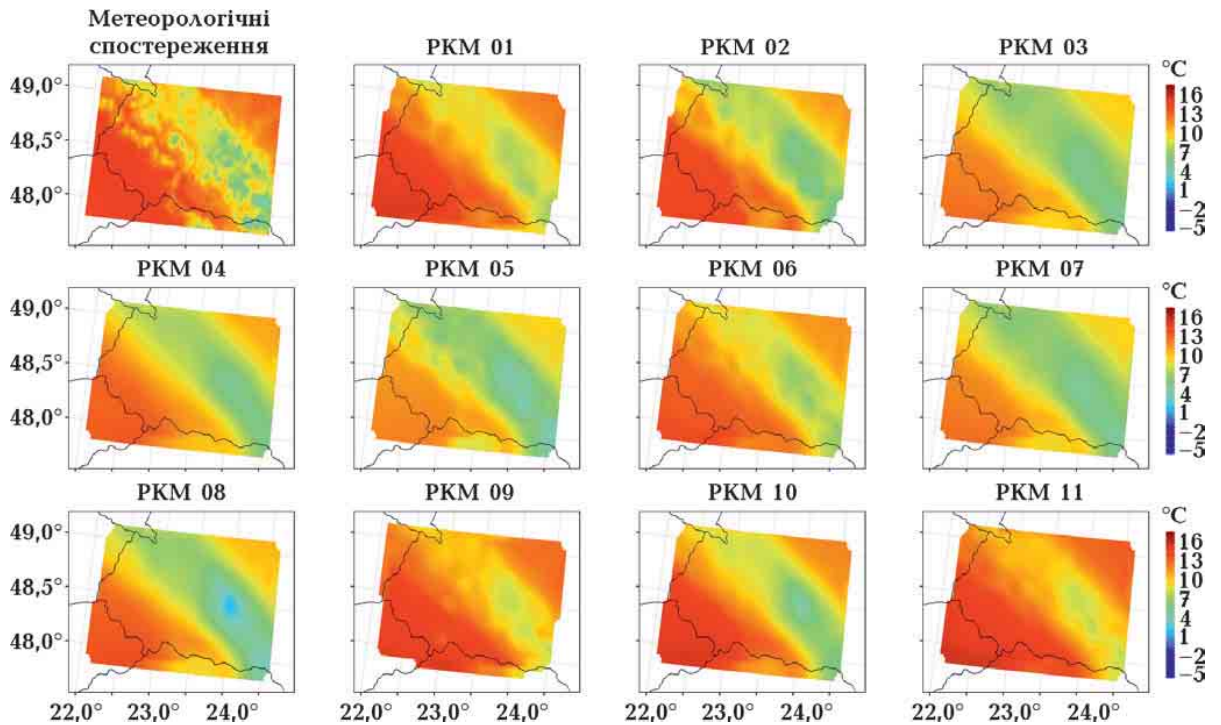 Метеорологічні
спостереження
РКМ 01
РКМ 02
РКМ 03
49,0°
48,5°
48,0°
°C
16
13
10
7
4
1
−2
−5
РКМ 04
РКМ 05
РКМ 06
РКМ 07
49,0°
48,5°
48,0°
°C
16
13
10
7
4
1
−2
−5
РКМ 08
РКМ 09
РКМ 10
РКМ 11
49,0°
48,5°
48,0°
°C
16
13
10
7
4
1
−2
−5
22,0° 23,0° 24,0°
22,0° 23,0° 24,0°
22,0° 23,0° 24,0°
22,0° 23,0° 24,0°